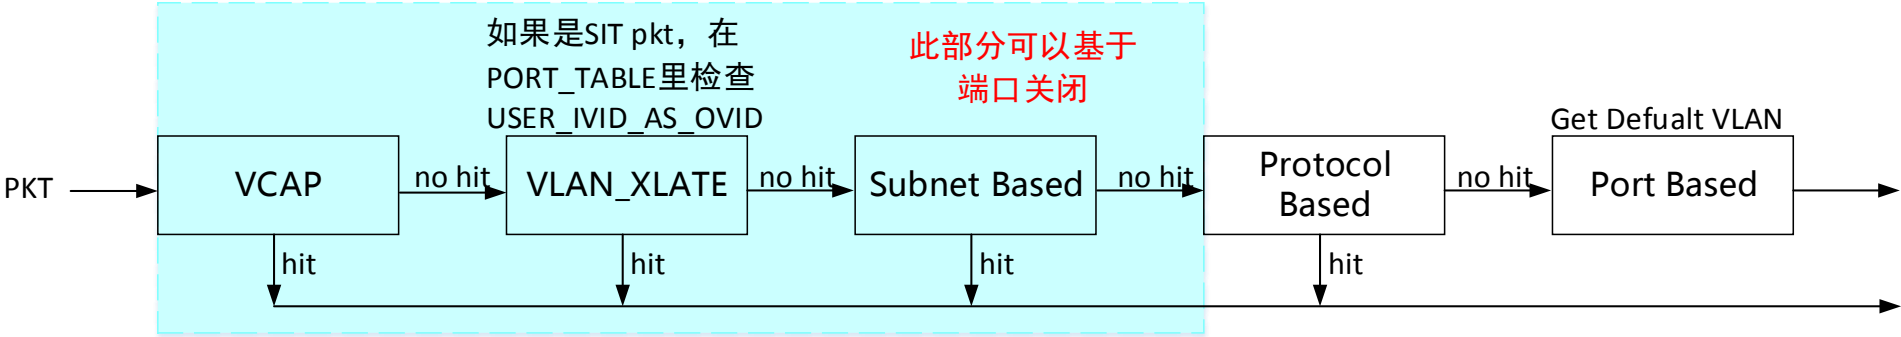 如果是SIT pkt，在
PORT_TABLE里检查
USER_IVID_AS_OVID
此部分可以基于
端口关闭
Get Defualt VLAN
PKT
VCAP
no hit
VLAN_XLATE
no hit
Subnet Based
no hit
Protocol
Based
no hit
Port Based
hit
hit
hit
hit